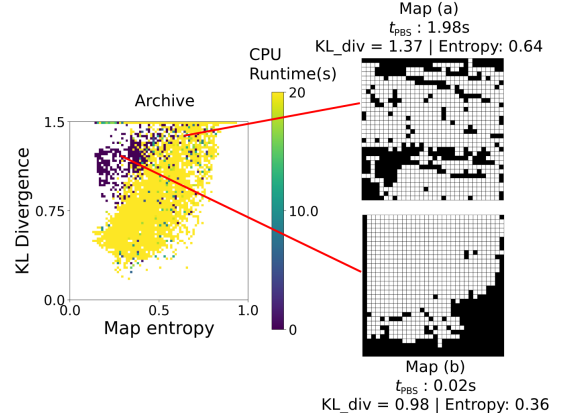 Map (a)
t_PBS : 1.98s
KL_div = 1.37 | Entropy: 0.64
CPU
Runtime(s)
Archive
20
10.0
0
1.5
0.75
0.0
KL Divergence
0.0
0.5
1.0
Map entropy
Map (b)
t_PBS : 0.02s
KL_div = 0.98 | Entropy: 0.36